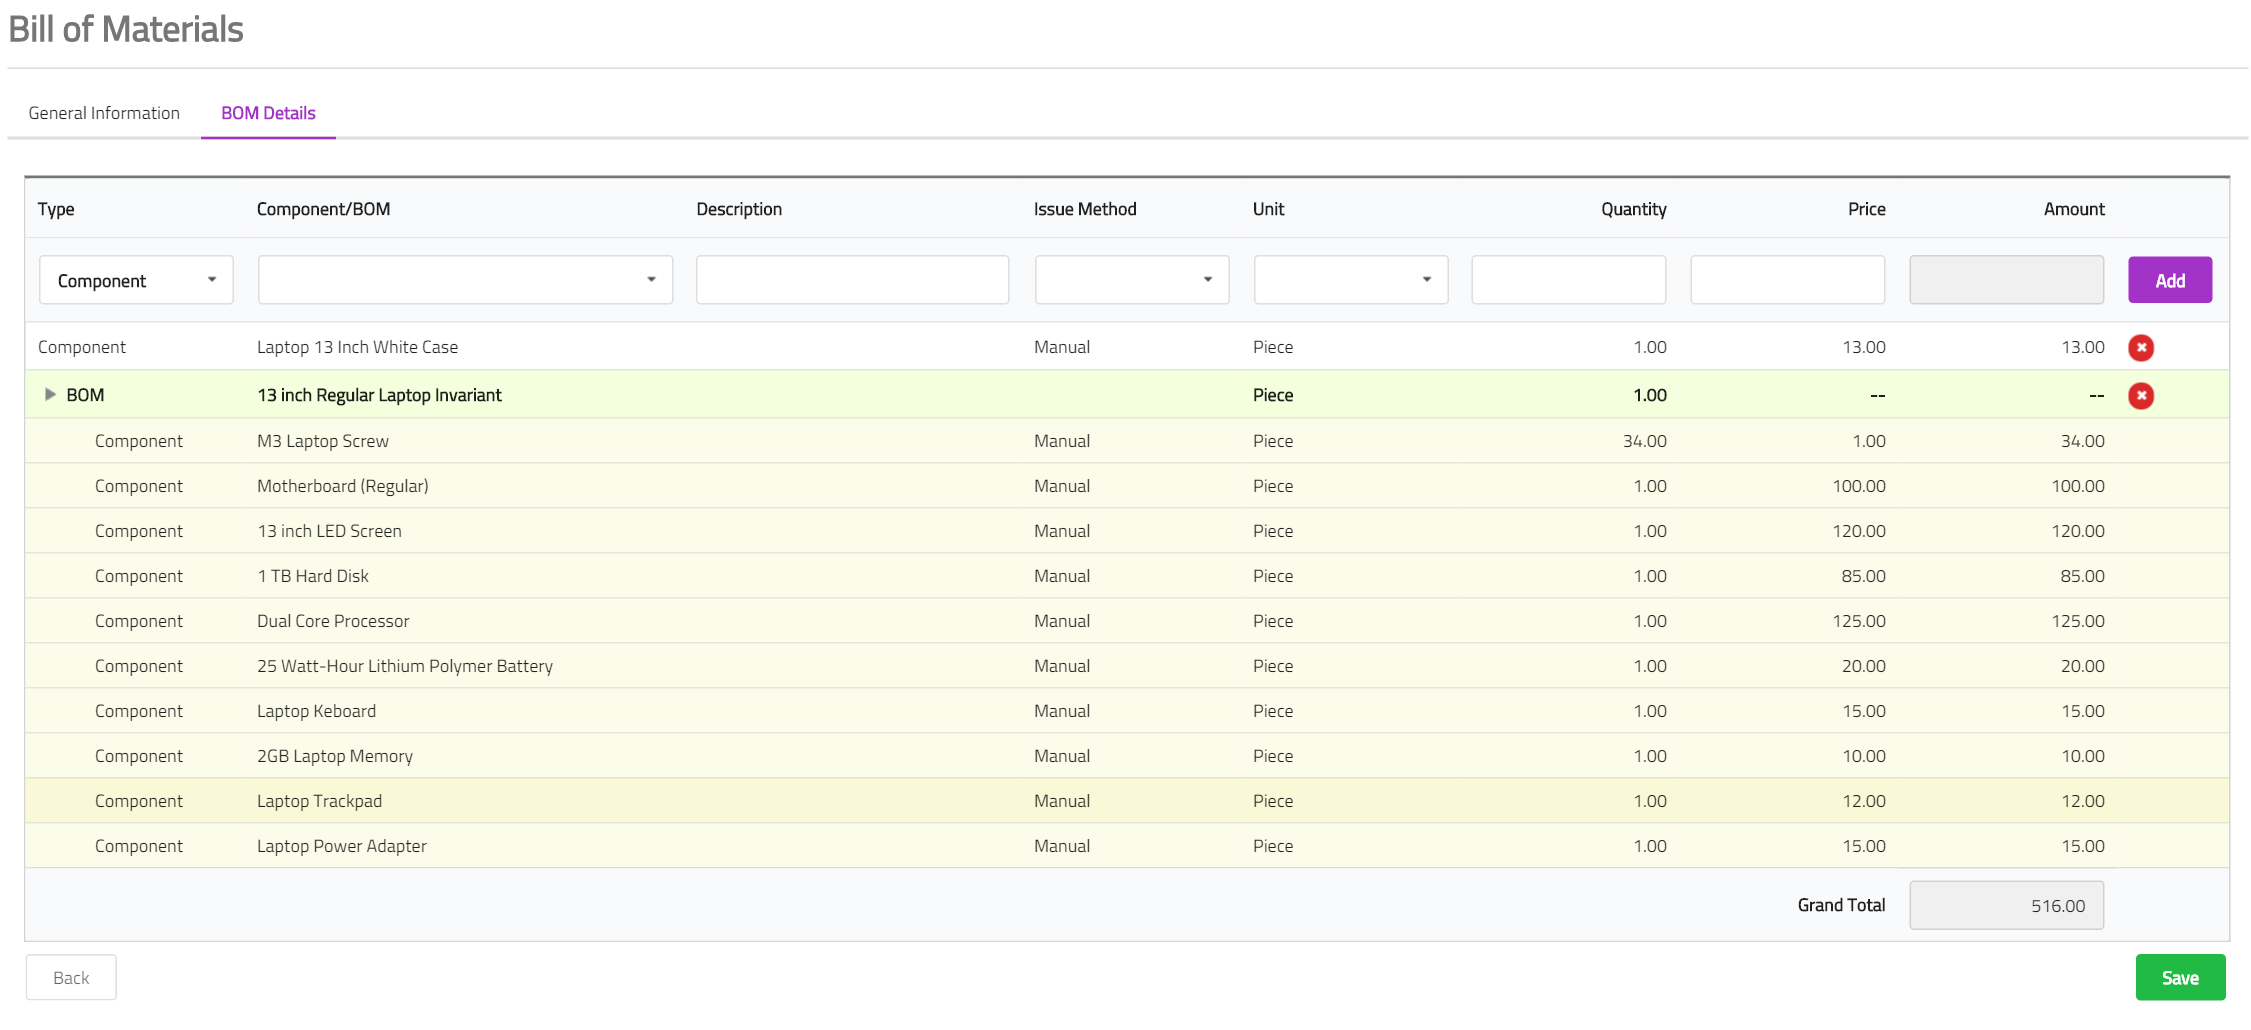 Bill of Materials
General Information BOM Details
Type Component/BOM Description Issue Method Unit Quantity Price Amount
Component Add
Component Laptop 13 Inch White Case Manual Piece 1.00 13.00 13.00
BOM 13 inch Regular Laptop Invariant Piece 1.00 -- --
Component M3 Laptop Screw Manual Piece 34.00 1.00 34.00
Component Motherboard (Regular) Manual Piece 1.00 100.00 100.00
Component 13 inch LED Screen Manual Piece 1.00 120.00 120.00
Component 1 TB Hard Disk Manual Piece 1.00 85.00 85.00
Component Dual Core Processor Manual Piece 1.00 125.00 125.00
Component 25 Watt-Hour Lithium Polymer Battery Manual Piece 1.00 20.00 20.00
Component Laptop Keboard Manual Piece 1.00 15.00 15.00
Component 2GB Laptop Memory Manual Piece 1.00 10.00 10.00
Component Laptop Trackpad Manual Piece 1.00 12.00 12.00
Component Laptop Power Adapter Manual Piece 1.00 15.00 15.00
Grand Total 516.00
Back Save